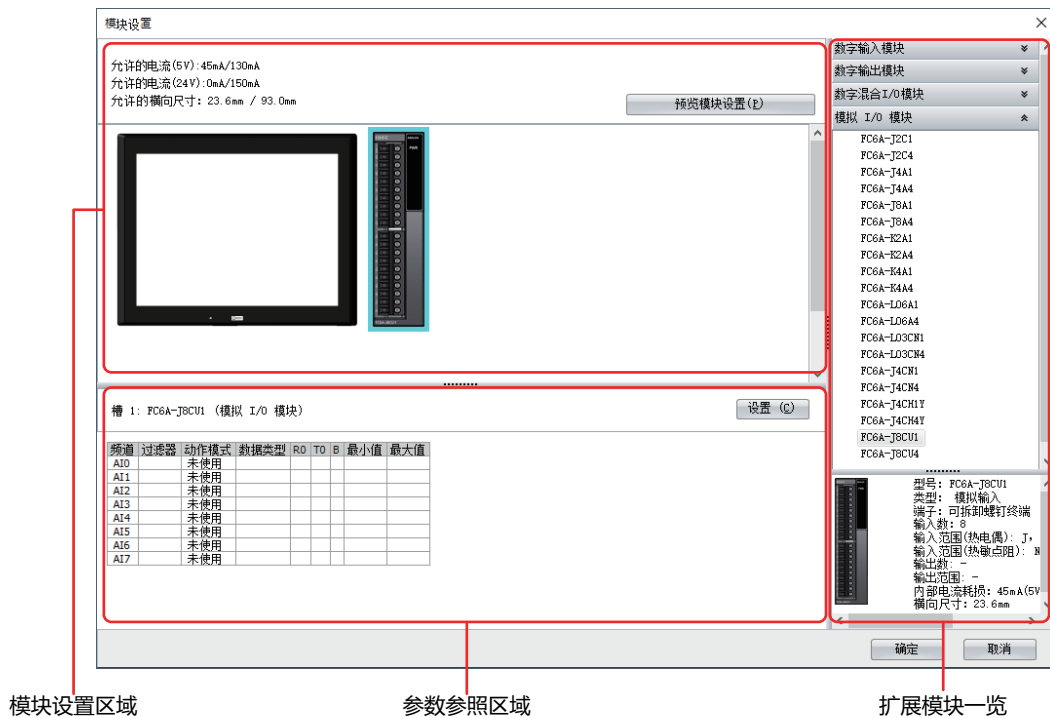 模块设置
允许的电流(5V):45mA/130mA
允许的电流(24V):0mA/150mA
允许的横向尺寸: 23.6mm / 93.0mm
预览模块设置(P)
槽 1: FC6A-J8CU1 (模拟 I/O 模块)
设置 (C)
频道 过滤器 动作模式 数据类型 R0 T0 B 最小值 最大值
AI0 未使用
AI1 未使用
AI2 未使用
AI3 未使用
AI4 未使用
AI5 未使用
AI6 未使用
AI7 未使用
数字输入模块
数字输出模块
数字混合I/O模块
模拟 I/O 模块
FC6A-J2C1
FC6A-J2C4
FC6A-J4A1
FC6A-J4A4
FC6A-J8A1
FC6A-J8A4
FC6A-K2A1
FC6A-K2A4
FC6A-K4A1
FC6A-K4A4
FC6A-L06A1
FC6A-L06A4
FC6A-L03CN1
FC6A-L03CN4
FC6A-J4CN1
FC6A-J4CN4
FC6A-J4CH1Y
FC6A-J4CH4Y
FC6A-J8CU1
FC6A-J8CU4
型号: FC6A-J8CU1
类型: 模拟输入
端子: 可拆卸螺钉终端
输入数: 8
输入范围(热电偶): J,
输入范围(热敏点阻): N
输出数: -
输出范围: -
内部电流耗损: 45mA(5V
横向尺寸: 23.6mm
确定
取消
模块设置区域
参数参照区域
扩展模块一览